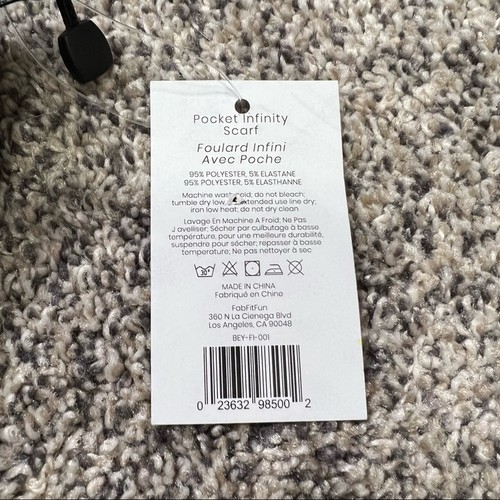 Pocket Infinity
Scarf
Foulard Infini
Avec Poche
95% POLYESTER, 5% ELASTANE
95% POLYESTER, 5% ELASTHANNE
Machine wash cold, do not bleach;
tumble dry low, extended use line dry;
iron low heat; do not dry clean
Lavage En Machine A Froid; Ne Pas
J avelliser; Sécher par culbutage à basse
température, pour une meilleure durabilité,
suspendre pour sécher; repasser à basse
temperature; Ne pas nettoyer à sec
30°
MADE IN CHINA
Fabriqué en Chine
FabFitFun
360 N La Cienega Blvd
Los Angeles, CA 90048
BEY-FI-001
0 23632 98500 2